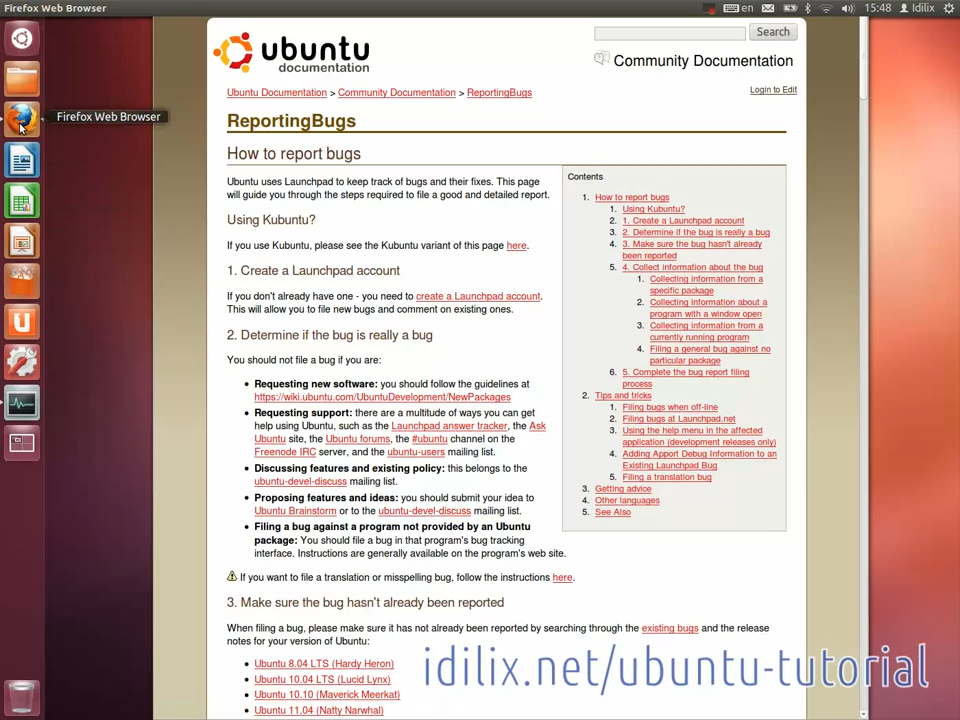 Firefox Web Browser
en
15:48
Idilix
Firefox Web Browser
ubuntu
documentation
Search
Community Documentation
Ubuntu Documentation > Community Documentation > ReportingBugs
Login to Edit
ReportingBugs
How to report bugs
Ubuntu uses Launchpad to keep track of bugs and their fixes. This page
will guide you through the steps required to file a good and detailed report.
Using Kubuntu?
If you use Kubuntu, please see the Kubuntu variant of this page here.
1. Create a Launchpad account
If you don't already have one - you need to create a Launchpad account.
This will allow you to file new bugs and comment on existing ones.
2. Determine if the bug is really a bug
You should not file a bug if you are:
Requesting new software: you should follow the guidelines at
https://wiki.ubuntu.com/UbuntuDevelopment/NewPackages
Requesting support: there are a multitude of ways you can get
help using Ubuntu, such as the Launchpad answer tracker, the Ask
Ubuntu site, the Ubuntu forums, the #ubuntu channel on the
Freenode IRC server, and the ubuntu-users mailing list.
Discussing features and existing policy: this belongs to the
ubuntu-devel-discuss mailing list.
Proposing features and ideas: you should submit your idea to
Ubuntu Brainstorm or to the ubuntu-devel-discuss mailing list.
Filing a bug against a program not provided by an Ubuntu
package: You should file a bug in that program's bug tracking
interface. Instructions are generally available on the program's web site.
If you want to file a translation or misspelling bug, follow the instructions here.
3. Make sure the bug hasn't already been reported
When filing a bug, please make sure it has not already been reported by searching through the existing bugs and the release
notes for your version of Ubuntu:
Ubuntu 8.04 LTS (Hardy Heron)
Ubuntu 10.04 LTS (Lucid Lynx)
Ubuntu 10.10 (Maverick Meerkat)
Ubuntu 11.04 (Natty Narwhal)
Contents
1. How to report bugs
1. Using Kubuntu?
2. 1. Create a Launchpad account
3. 2. Determine if the bug is really a bug
4. 3. Make sure the bug hasn't already
been reported
5. 4. Collect information about the bug
1. Collecting information from a
specific package
2. Collecting information about a
program with a window open
3. Collecting information from a
currently running program
4. Filing a general bug against no
particular package
6. 5. Complete the bug report filing
process
2. Tips and tricks
1. Filing bugs when off-line
2. Filing bugs at Launchpad.net
3. Using the help menu in the affected
application (development releases only)
4. Adding Apport Debug Information to an
Existing Launchpad Bug
5. Filing a translation bug
3. Getting advice
4. Other languages
5. See Also
idilix.net/ubuntu-tutorial